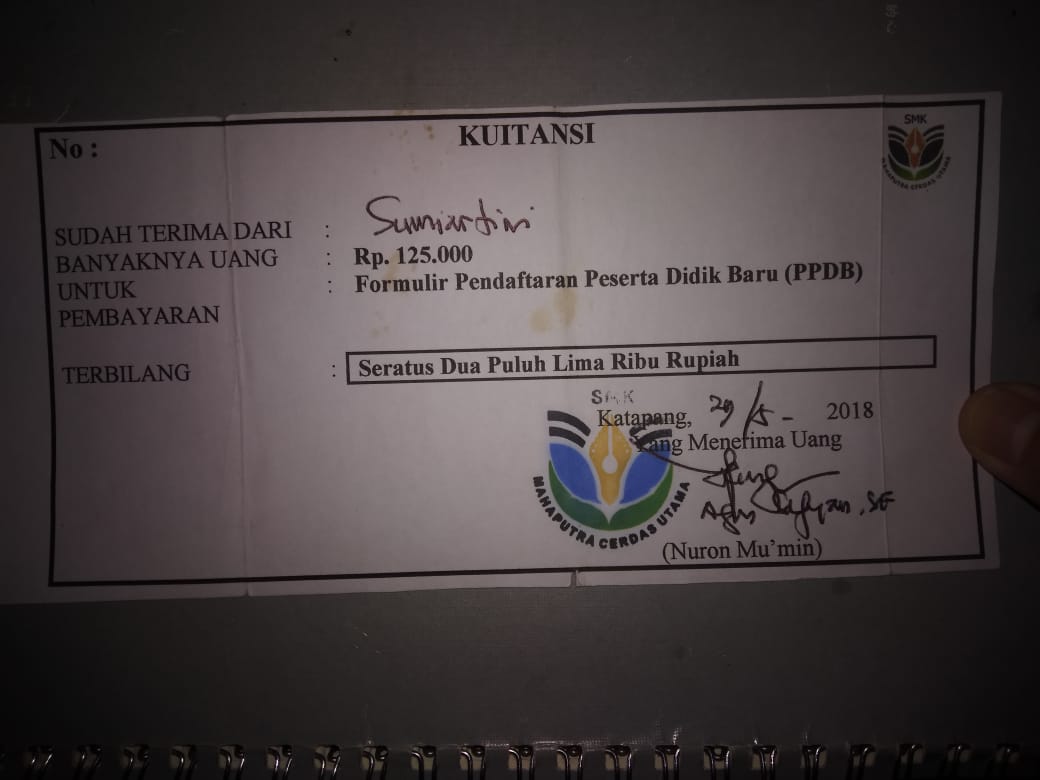 No :
KUITANSI
SMK
MAHAPUTRA CERDAS UTAMA
SUDAH TERIMA DARI : Sumiartini
BANYAKNYA UANG : Rp. 125.000
UNTUK : Formulir Pendaftaran Peserta Didik Baru (PPDB)
PEMBAYARAN
TERBILANG : Seratus Dua Puluh Lima Ribu Rupiah
SMK
Katapang, 29/5 - 2018
Yang Menerima Uang
MAHAPUTRA CERDAS UTAMA
Agus , SE
(Nuron Mu'min)